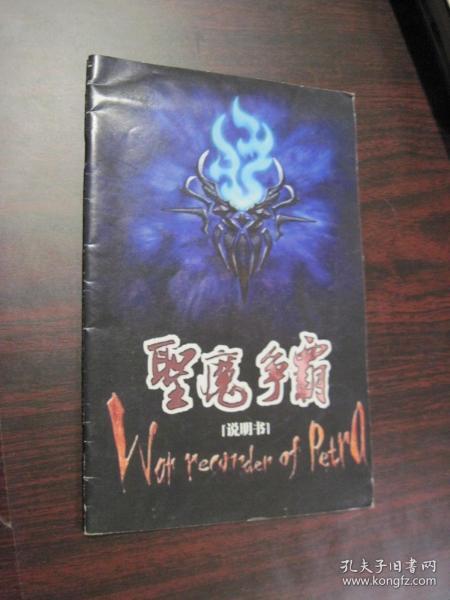 聖魔争霸
[说明书]
War recorder of Petra
孔夫子旧书网
www.kongfz.com